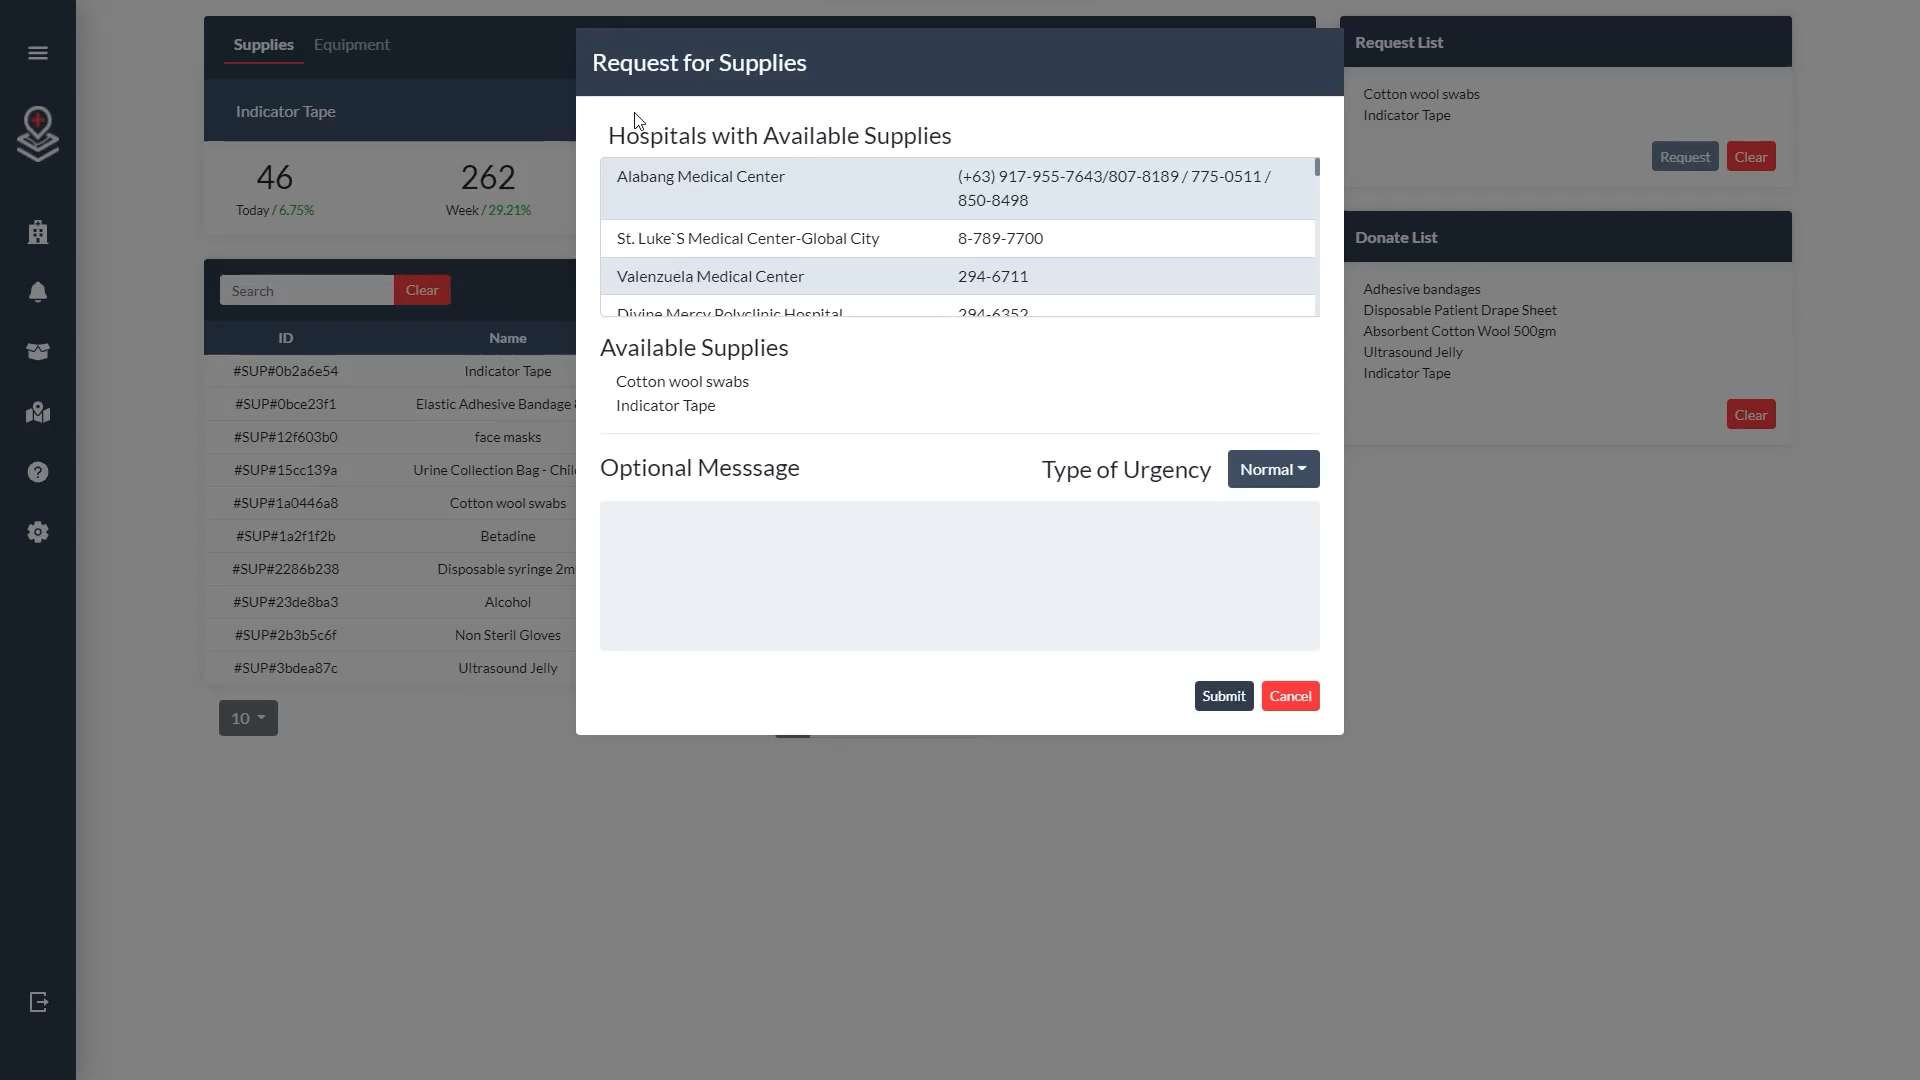 Supplies Equipment
Indicator Tape
46
Today / 6.75%
262
Week / 29.21%
Search Clear
ID Name
#SUP#0b2a6e54 Indicator Tape
#SUP#0bce23f1 Elastic Adhesive Bandage
#SUP#12f603b0 face masks
#SUP#15cc139a Urine Collection Bag - Chil
#SUP#1a0446a8 Cotton wool swabs
#SUP#1a2f1f2b Betadine
#SUP#2286b238 Disposable syringe 2m
#SUP#23de8ba3 Alcohol
#SUP#2b3b5c6f Non Steril Gloves
#SUP#3bdea87c Ultrasound Jelly
10
Request for Supplies
Hospitals with Available Supplies
Alabang Medical Center (+63) 917-955-7643/807-8189 / 775-0511 /
850-8498
St. Luke`S Medical Center-Global City 8-789-7700
Valenzuela Medical Center 294-6711
Divine Mercy Polyclinic Hospital 294-6352
Available Supplies
Cotton wool swabs
Indicator Tape
Optional Messsage Type of Urgency Normal
Submit Cancel
Request List
Cotton wool swabs
Indicator Tape
Request Clear
Donate List
Adhesive bandages
Disposable Patient Drape Sheet
Absorbent Cotton Wool 500gm
Ultrasound Jelly
Indicator Tape
Clear